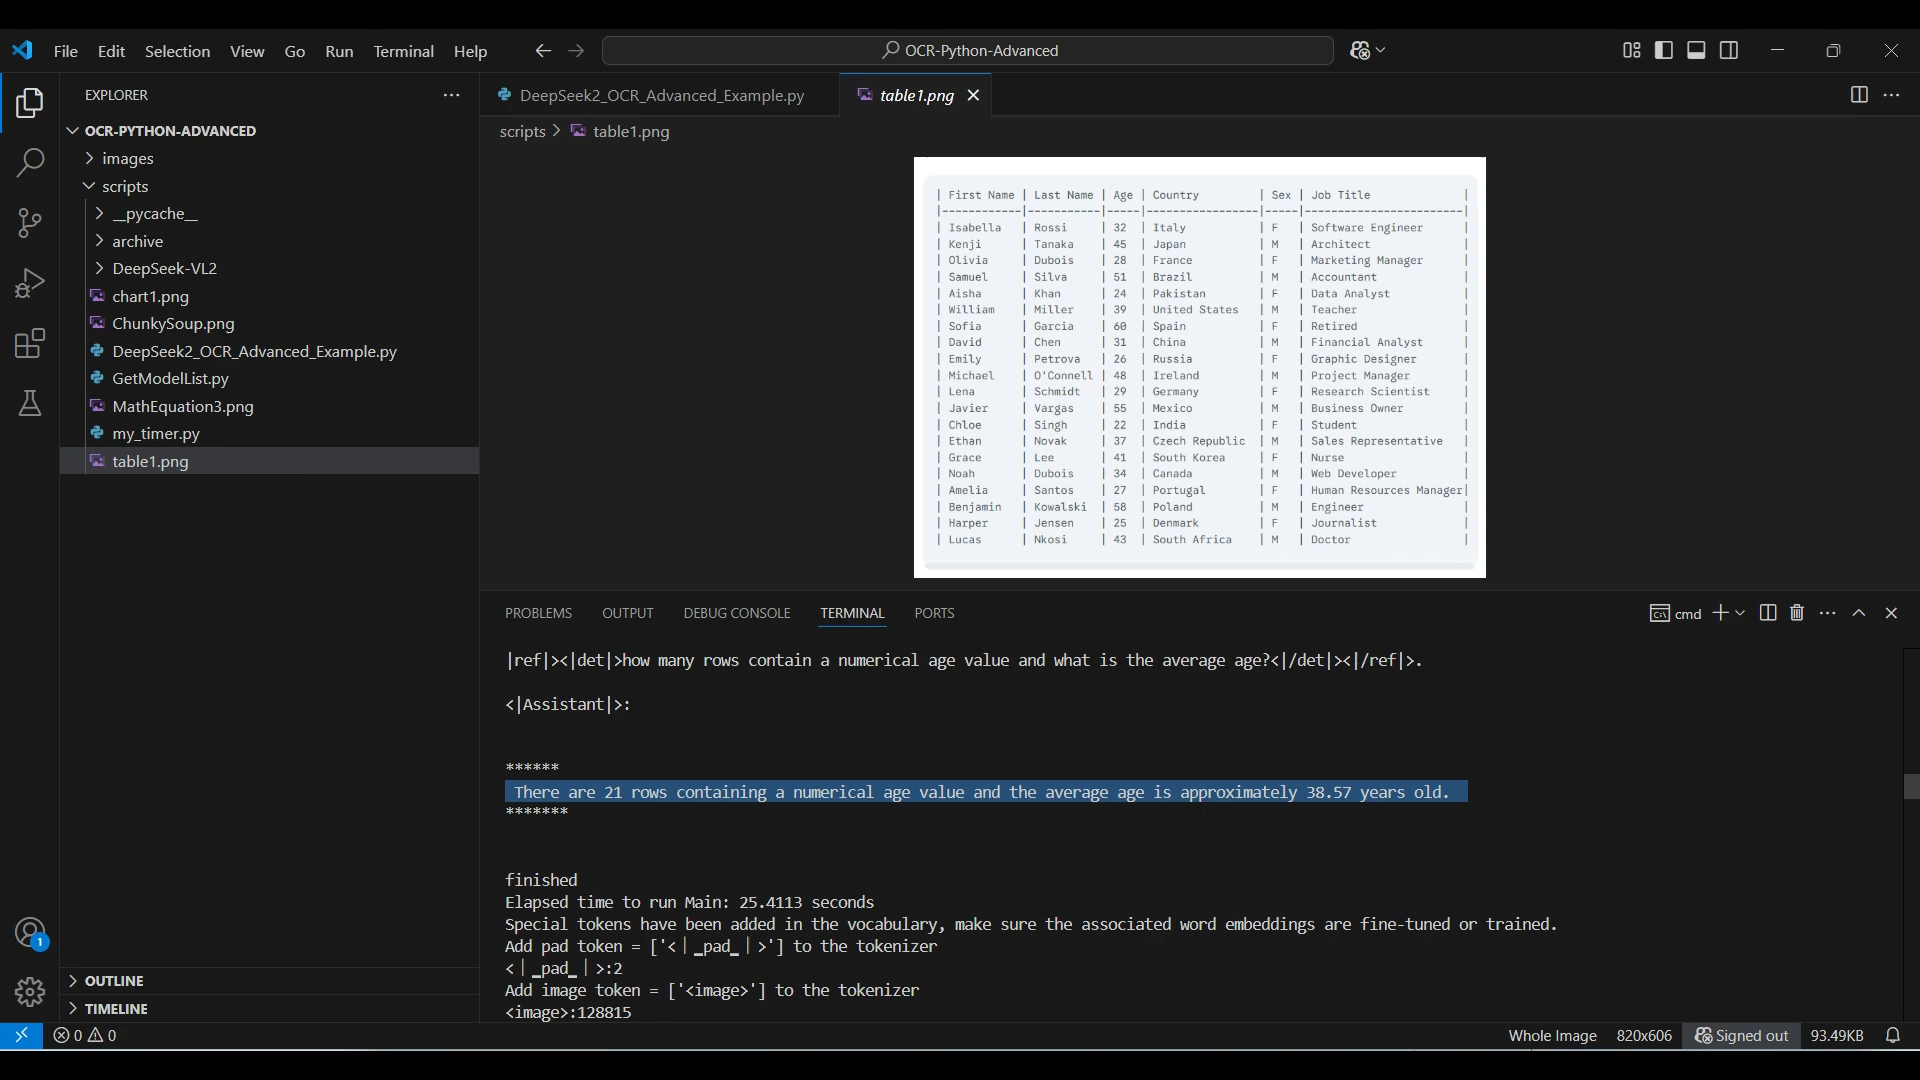 File Edit Selection View Go Run Terminal Help
OCR-Python-Advanced
EXPLORER
OCR-PYTHON-ADVANCED
images
scripts
__pycache__
archive
DeepSeek-VL2
chart1.png
ChunkySoup.png
DeepSeek2_OCR_Advanced_Example.py
GetModelList.py
MathEquation3.png
my_timer.py
table1.png
OUTLINE
TIMELINE
DeepSeek2_OCR_Advanced_Example.py table1.png
scripts > table1.png
| First Name | Last Name | Age | Country | Sex | Job Title |
|------------|-----------|-----|-----------------|-----|------------------------|
| Isabella | Rossi | 32 | Italy | F | Software Engineer |
| Kenji | Tanaka | 45 | Japan | M | Architect |
| Olivia | Dubois | 28 | France | F | Marketing Manager |
| Samuel | Silva | 51 | Brazil | M | Accountant |
| Aisha | Khan | 24 | Pakistan | F | Data Analyst |
| William | Miller | 39 | United States | M | Teacher |
| Sofia | Garcia | 60 | Spain | F | Retired |
| David | Chen | 31 | China | M | Financial Analyst |
| Emily | Petrova | 26 | Russia | F | Graphic Designer |
| Michael | O'Connell | 48 | Ireland | M | Project Manager |
| Lena | Schmidt | 29 | Germany | F | Research Scientist |
| Javier | Vargas | 55 | Mexico | M | Business Owner |
| Chloe | Singh | 22 | India | F | Student |
| Ethan | Novak | 37 | Czech Republic | M | Sales Representative |
| Grace | Lee | 41 | South Korea | F | Nurse |
| Noah | Dubois | 34 | Canada | M | Web Developer |
| Amelia | Santos | 27 | Portugal | F | Human Resources Manager|
| Benjamin | Kowalski | 58 | Poland | M | Engineer |
| Harper | Jensen | 25 | Denmark | F | Journalist |
| Lucas | Nkosi | 43 | South Africa | M | Doctor |
PROBLEMS OUTPUT DEBUG CONSOLE TERMINAL PORTS
cmd
|ref|><|det|>how many rows contain a numerical age value and what is the average age?<|/det|><|/ref|>.
<|Assistant|>:
******
There are 21 rows containing a numerical age value and the average age is approximately 38.57 years old.
*******
finished
Elapsed time to run Main: 25.4113 seconds
Special tokens have been added in the vocabulary, make sure the associated word embeddings are fine-tuned or trained.
Add pad token = ['<｜▁pad▁｜>'] to the tokenizer
<｜▁pad▁｜>:2
Add image token = ['<image>'] to the tokenizer
<image>:128815
1
0 0
Whole Image 820x606 Signed out 93.49KB